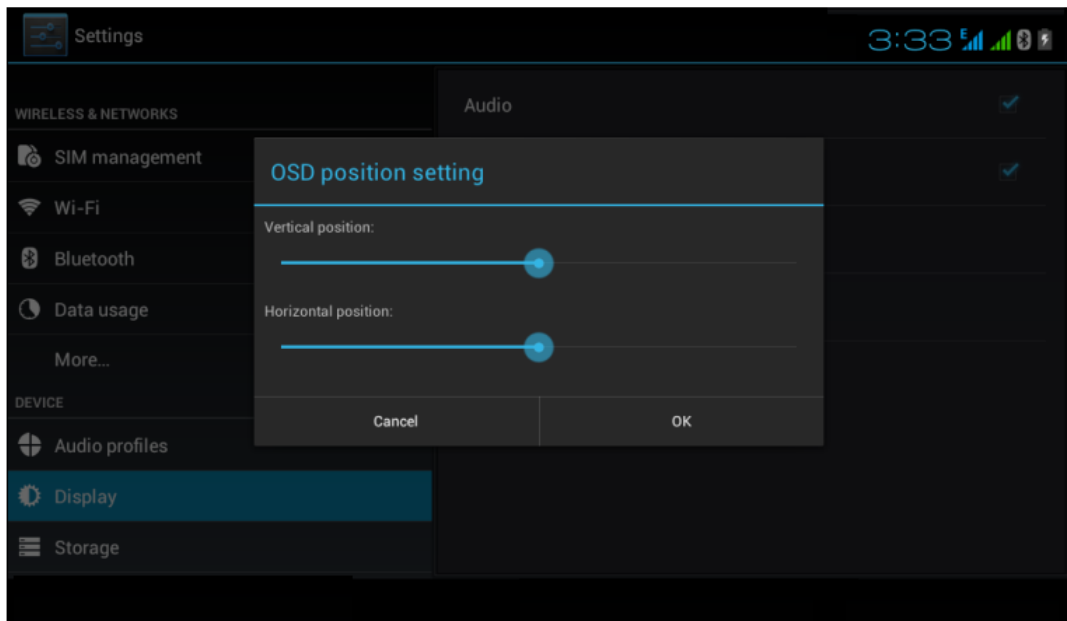 Settings
3:33 E
WIRELESS & NETWORKS
Audio
SIM management
Wi-Fi
Bluetooth
Data usage
More...
DEVICE
Audio profiles
Display
Storage
OSD position setting
Vertical position:
Horizontal position:
Cancel
OK